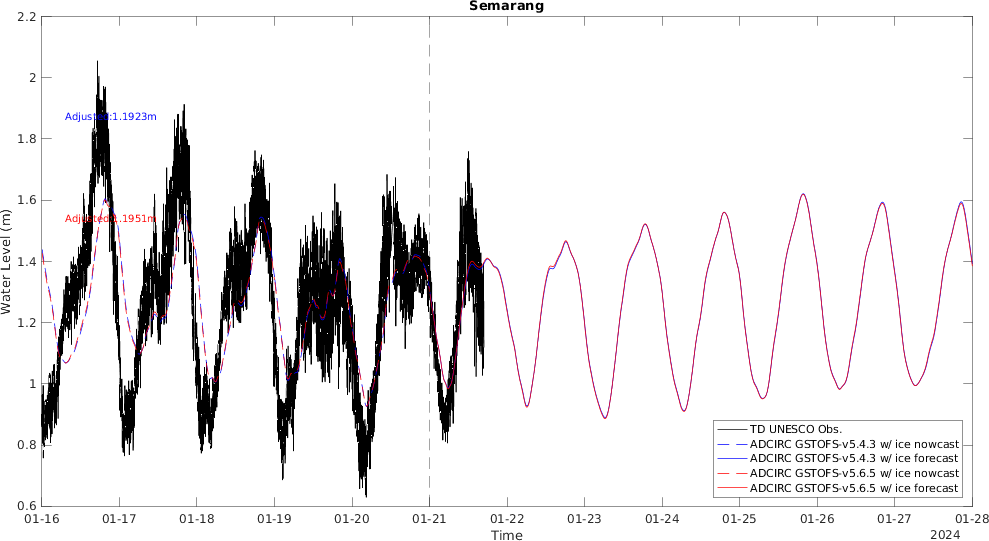 Semarang
2.2
2
1.8
1.6
1.4
1.2
1
0.8
0.6
Water Level (m)
Adjusted:1.1923m
Adjusted:1.1951m
TD UNESCO Obs.
ADCIRC GSTOFS-v5.4.3 w/ ice nowcast
ADCIRC GSTOFS-v5.4.3 w/ ice forecast
ADCIRC GSTOFS-v5.6.5 w/ ice nowcast
ADCIRC GSTOFS-v5.6.5 w/ ice forecast
01-16 01-17 01-18 01-19 01-20 01-21 01-22 01-23 01-24 01-25 01-26 01-27 01-28
Time
2024